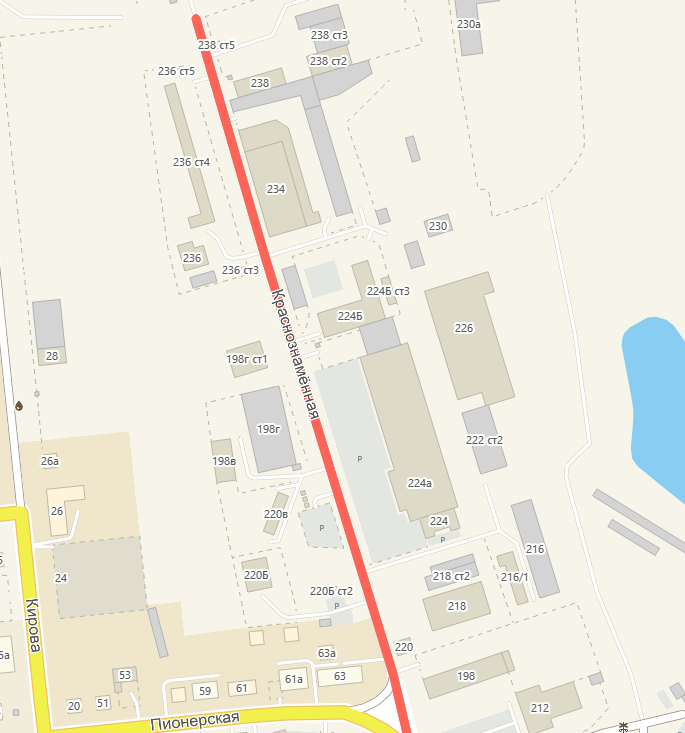 230а
238 ст3
238 ст5
238 ст2
236 ст5
238
236 ст4
234
230
236
236 ст3
224Б ст3
224Б
226
Краснознамённая
28
198г ст1
198г
222 ст2
Р
26а
198в
224а
26
220в
224
Р
Р
216
24
220Б
218 ст2
216/1
220Б ст2
Р
218
Кирова
220
63а
5а
53
61а
63
198
59
61
20
51
212
Пионерская